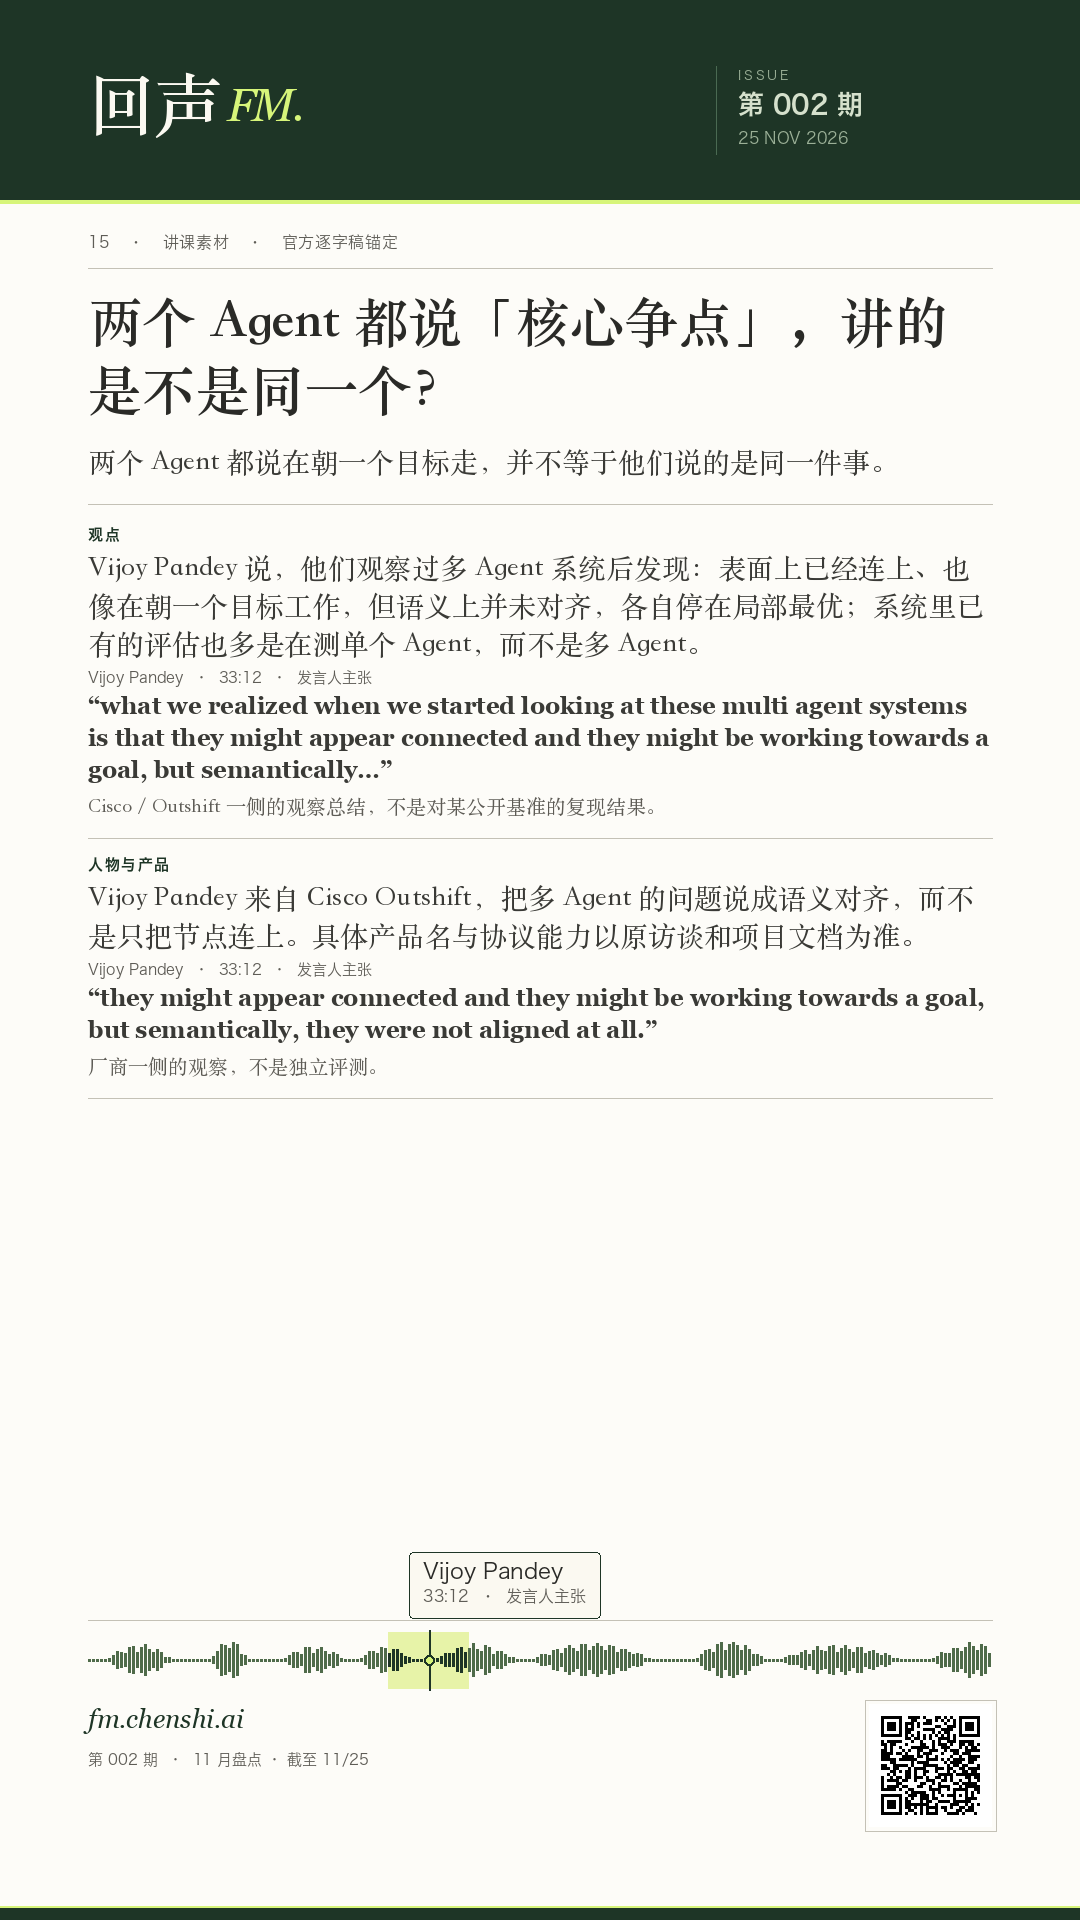 回声 FM.
ISSUE
第 002 期
25 NOV 2026
15 · 讲课素材 · 官方逐字稿锚定
两个 Agent 都说「核心争点」，讲的
是不是同一个？
两个 Agent 都说在朝一个目标走，并不等于他们说的是同一件事。
观点
Vijoy Pandey 说，他们观察过多 Agent 系统后发现：表面上已经连上、也
像在朝一个目标工作，但语义上并未对齐，各自停在局部最优；系统里已
有的评估也多是在测单个 Agent，而不是多 Agent。
Vijoy Pandey · 33:12 · 发言人主张
“what we realized when we started looking at these multi agent systems
is that they might appear connected and they might be working towards a
goal, but semantically…”
Cisco / Outshift 一侧的观察总结，不是对某公开基准的复现结果。
人物与产品
Vijoy Pandey 来自 Cisco Outshift，把多 Agent 的问题说成语义对齐，而不
是只把节点连上。具体产品名与协议能力以原访谈和项目文档为准。
Vijoy Pandey · 33:12 · 发言人主张
“they might appear connected and they might be working towards a goal,
but semantically, they were not aligned at all.”
厂商一侧的观察，不是独立评测。
Vijoy Pandey
33:12 · 发言人主张
fm.chenshi.ai
第 002 期 · 11 月盘点 · 截至 11/25